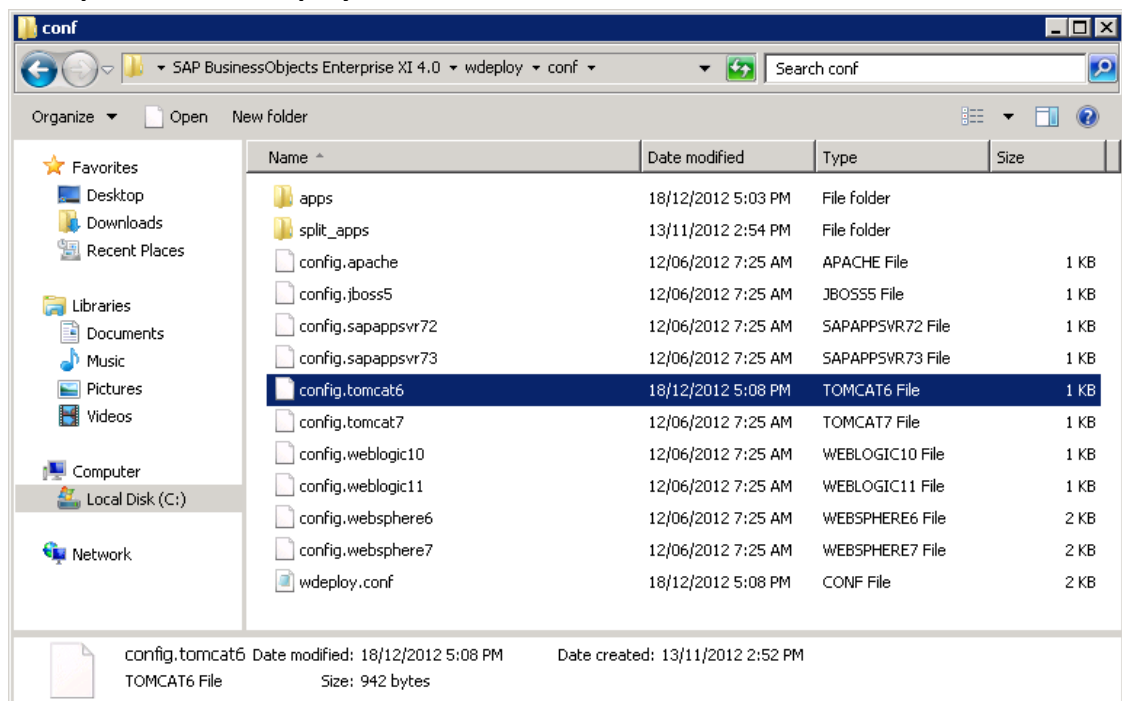 conf
SAP BusinessObjects Enterprise XI 4.0 wdeploy conf Search conf
Organize Open New folder
Name Date modified Type Size
Favorites
Desktop
Downloads
Recent Places
Libraries
Documents
Music
Pictures
Videos
Computer
Local Disk (C:)
Network
apps 18/12/2012 5:03 PM File folder
split_apps 13/11/2012 2:54 PM File folder
config.apache 12/06/2012 7:25 AM APACHE File 1 KB
config.jboss5 12/06/2012 7:25 AM JBOSS5 File 1 KB
config.sapappsvr72 12/06/2012 7:25 AM SAPAPPSVR72 File 1 KB
config.sapappsvr73 12/06/2012 7:25 AM SAPAPPSVR73 File 1 KB
config.tomcat6 18/12/2012 5:08 PM TOMCAT6 File 1 KB
config.tomcat7 12/06/2012 7:25 AM TOMCAT7 File 1 KB
config.weblogic10 12/06/2012 7:25 AM WEBLOGIC10 File 1 KB
config.weblogic11 12/06/2012 7:25 AM WEBLOGIC11 File 1 KB
config.websphere6 12/06/2012 7:25 AM WEBSPHERE6 File 2 KB
config.websphere7 12/06/2012 7:25 AM WEBSPHERE7 File 2 KB
wdeploy.conf 18/12/2012 5:08 PM CONF File 2 KB
config.tomcat6 Date modified: 18/12/2012 5:08 PM Date created: 13/11/2012 2:52 PM
TOMCAT6 File Size: 942 bytes